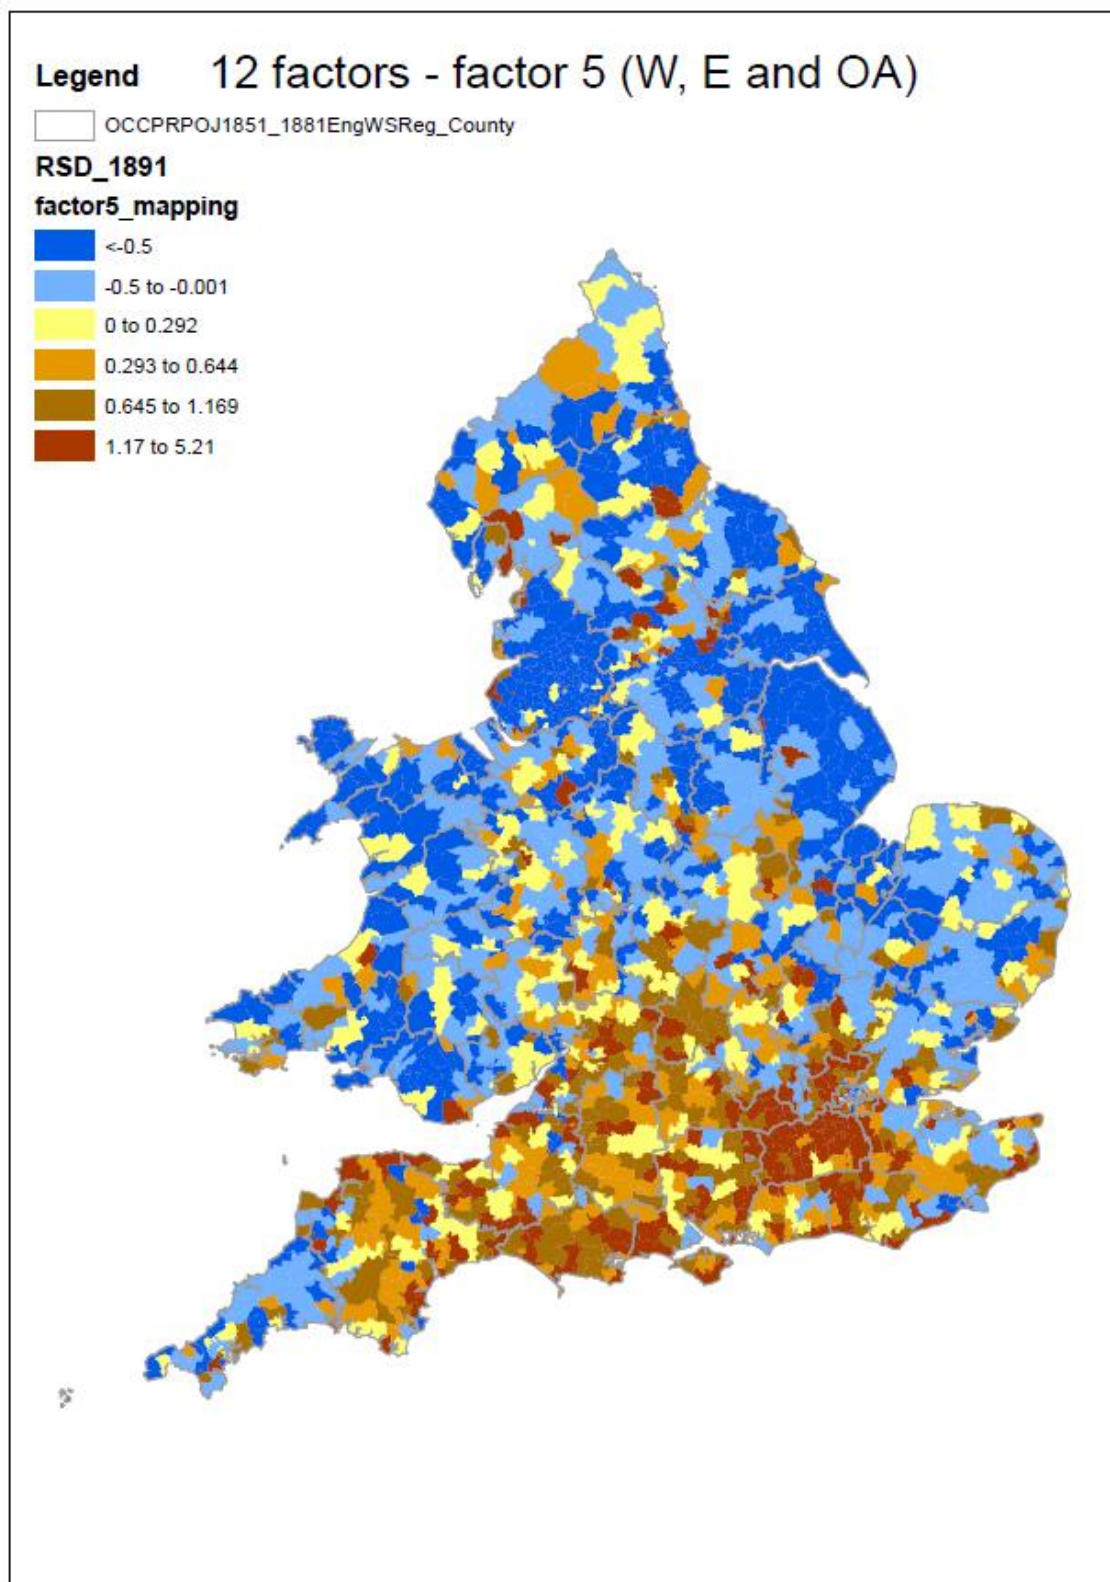 Legend 12 factors - factor 5 (W, E and OA)
OCCPRPOJ1851_1881EngWSReg_County
RSD_1891
factor5_mapping
<-0.5
-0.5 to -0.001
0 to 0.292
0.293 to 0.644
0.645 to 1.169
1.17 to 5.21